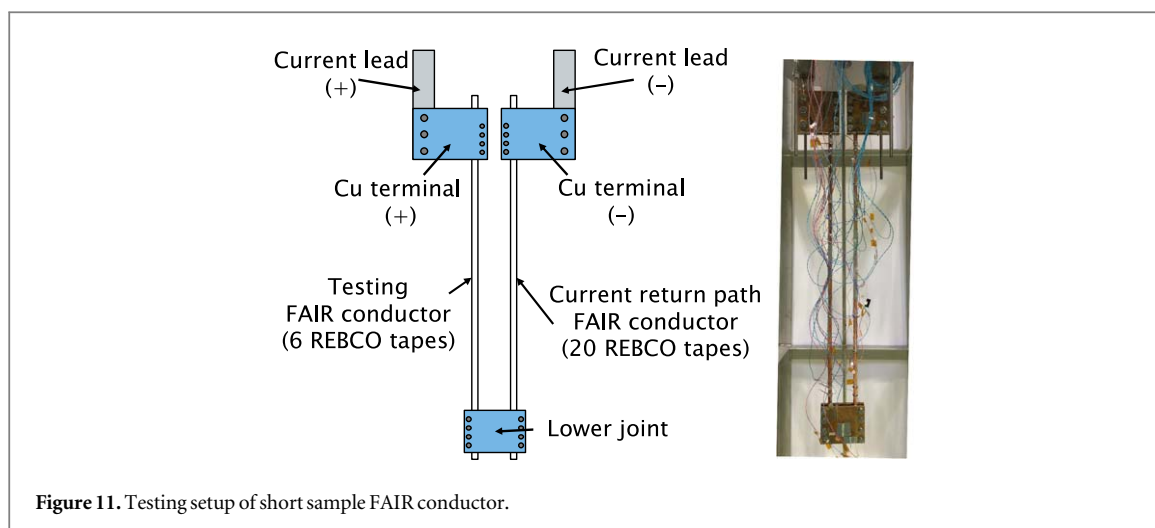 Current lead
(+)
Current lead
(−)
Cu terminal
(+)
Cu terminal
(−)
Testing
FAIR conductor
(6 REBCO tapes)
Current return path
FAIR conductor
(20 REBCO tapes)
Lower joint
Figure 11. Testing setup of short sample FAIR conductor.